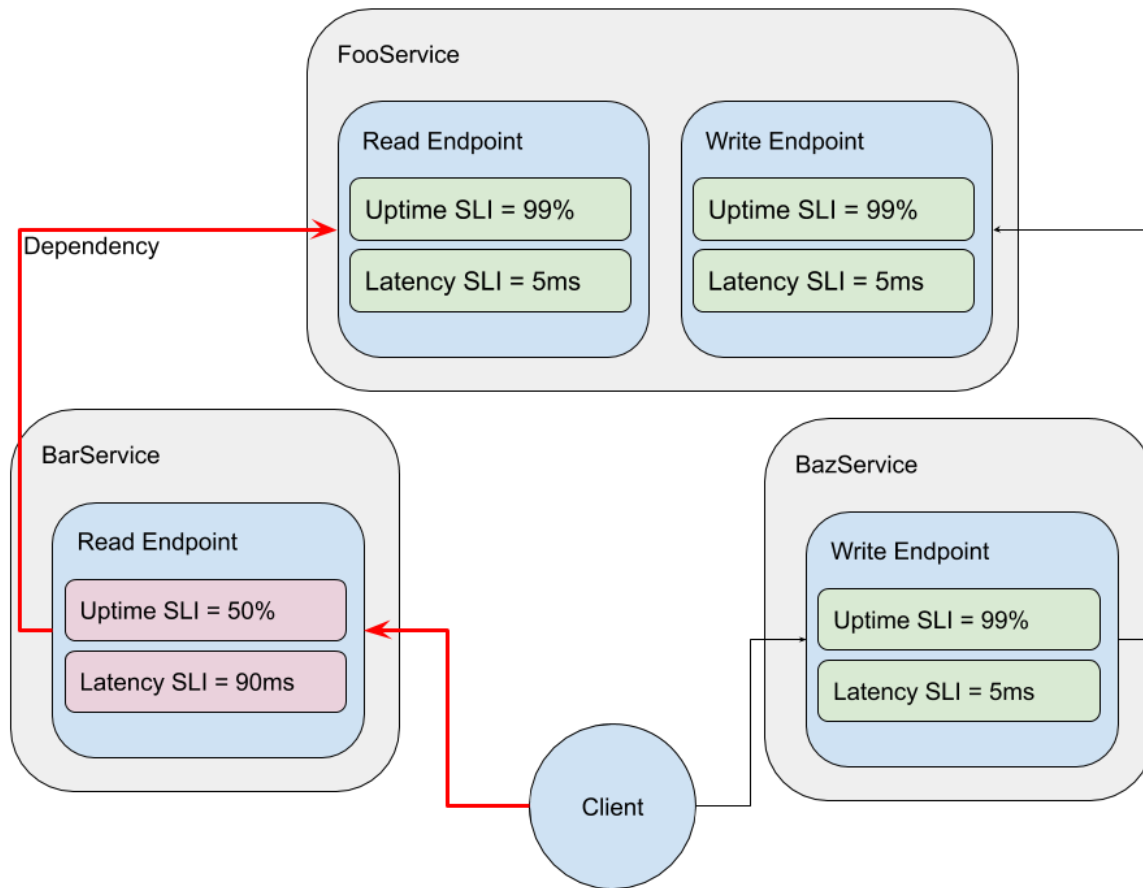 FooService
Read Endpoint
Uptime SLI = 99%
Latency SLI = 5ms
Write Endpoint
Uptime SLI = 99%
Latency SLI = 5ms
Dependency
BarService
Read Endpoint
Uptime SLI = 50%
Latency SLI = 90ms
BazService
Write Endpoint
Uptime SLI = 99%
Latency SLI = 5ms
Client